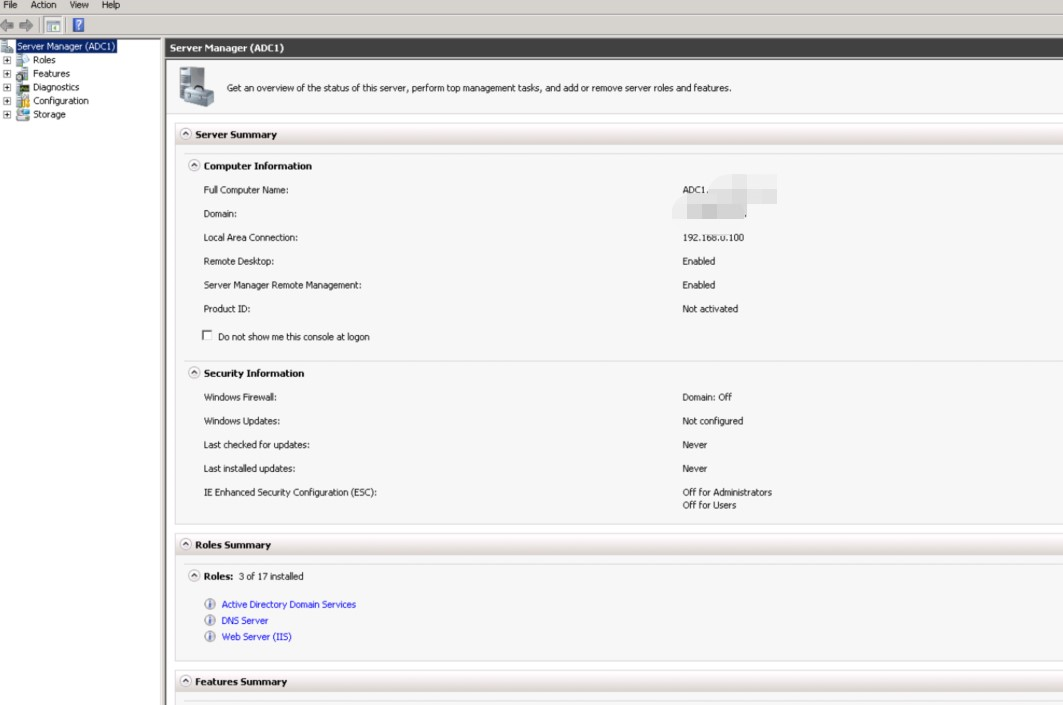 File Action View Help
Server Manager (ADC1)
Roles
Features
Diagnostics
Configuration
Storage
Server Manager (ADC1)
Get an overview of the status of this server, perform top management tasks, and add or remove server roles and features.
Server Summary
Computer Information
Full Computer Name: ADC1.
Domain:
Local Area Connection: 192.168.0.100
Remote Desktop: Enabled
Server Manager Remote Management: Enabled
Product ID: Not activated
Do not show me this console at logon
Security Information
Windows Firewall: Domain: Off
Windows Updates: Not configured
Last checked for updates: Never
Last installed updates: Never
IE Enhanced Security Configuration (ESC): Off for Administrators
Off for Users
Roles Summary
Roles: 3 of 17 installed
Active Directory Domain Services
DNS Server
Web Server (IIS)
Features Summary